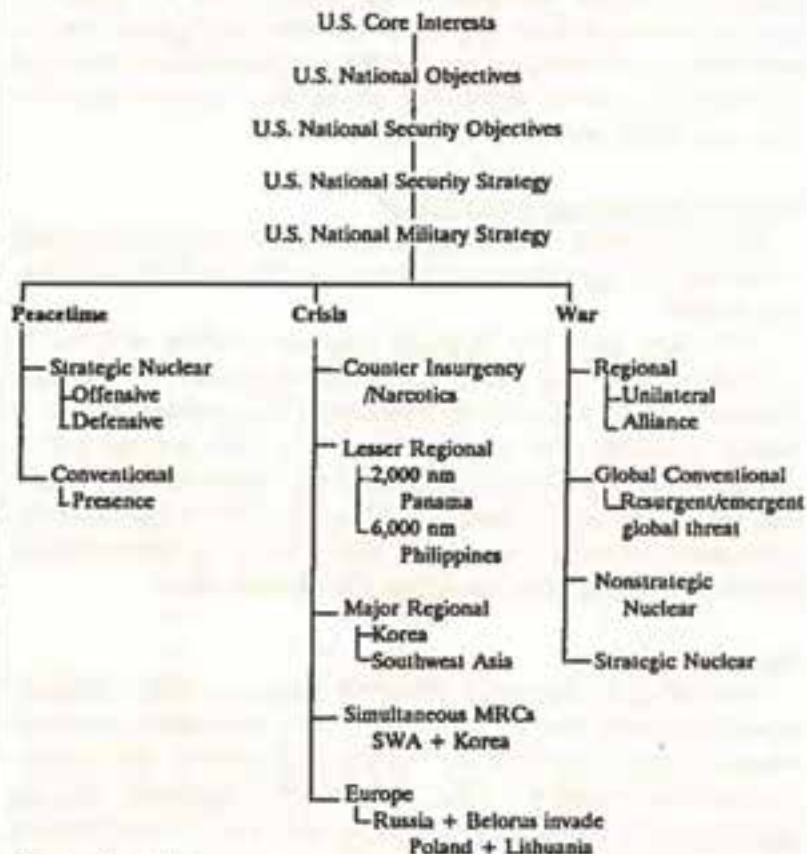 U.S. Core Interests
U.S. National Objectives
U.S. National Security Objectives
U.S. National Security Strategy
U.S. National Military Strategy
Peacetime
Strategic Nuclear
Offensive
Defensive
Conventional
Presence
Crisis
Counter Insurgency
/Narcotics
Lesser Regional
2,000 nm
Panama
6,000 nm
Philippines
Major Regional
Korea
Southwest Asia
Simultaneous MRCs
SWA + Korea
Europe
Russia + Belorus invade
Poland + Lithuania
War
Regional
Unilateral
Alliance
Global Conventional
Resurgent/emergent
global threat
Nonstrategic
Nuclear
Strategic Nuclear